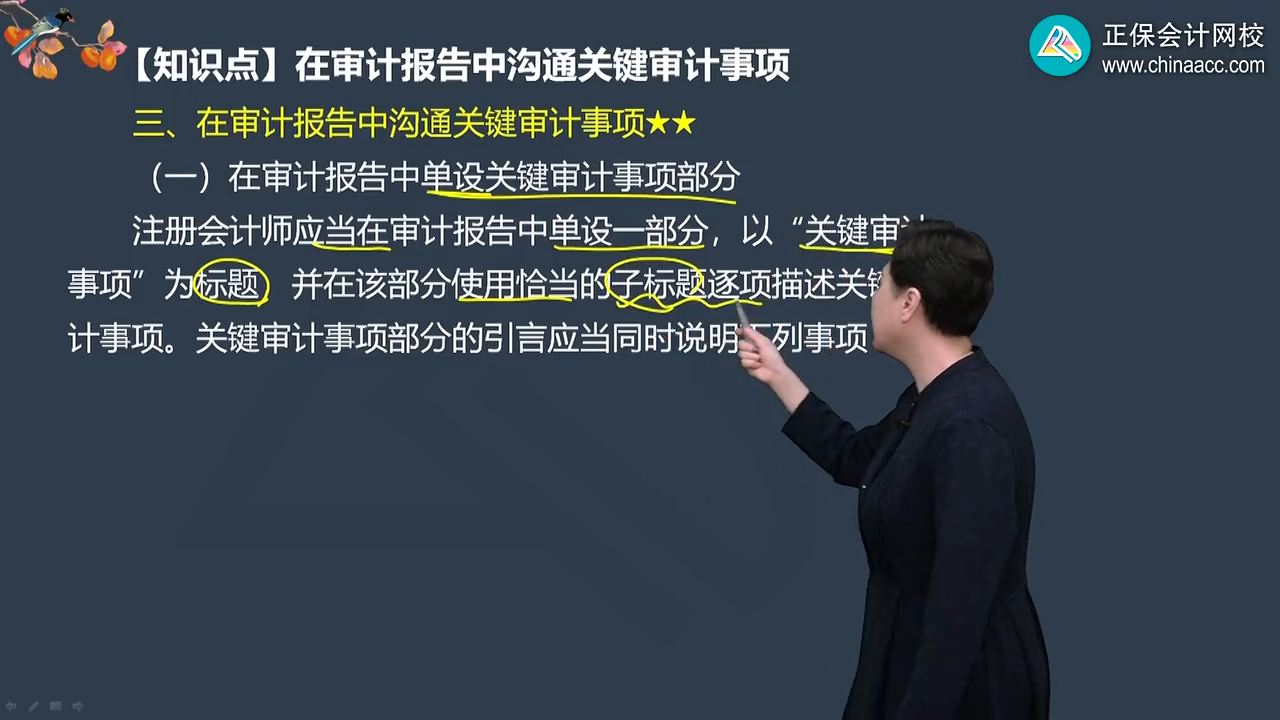 正保会计网校
www.chinaacc.com
【知识点】在审计报告中沟通关键审计事项
三、在审计报告中沟通关键审计事项★★
（一）在审计报告中单设关键审计事项部分
注册会计师应当在审计报告中单设一部分，以“关键审
事项”为标题，并在该部分使用恰当的子标题逐项描述关
计事项。关键审计事项部分的引言应当同时说明下列事项